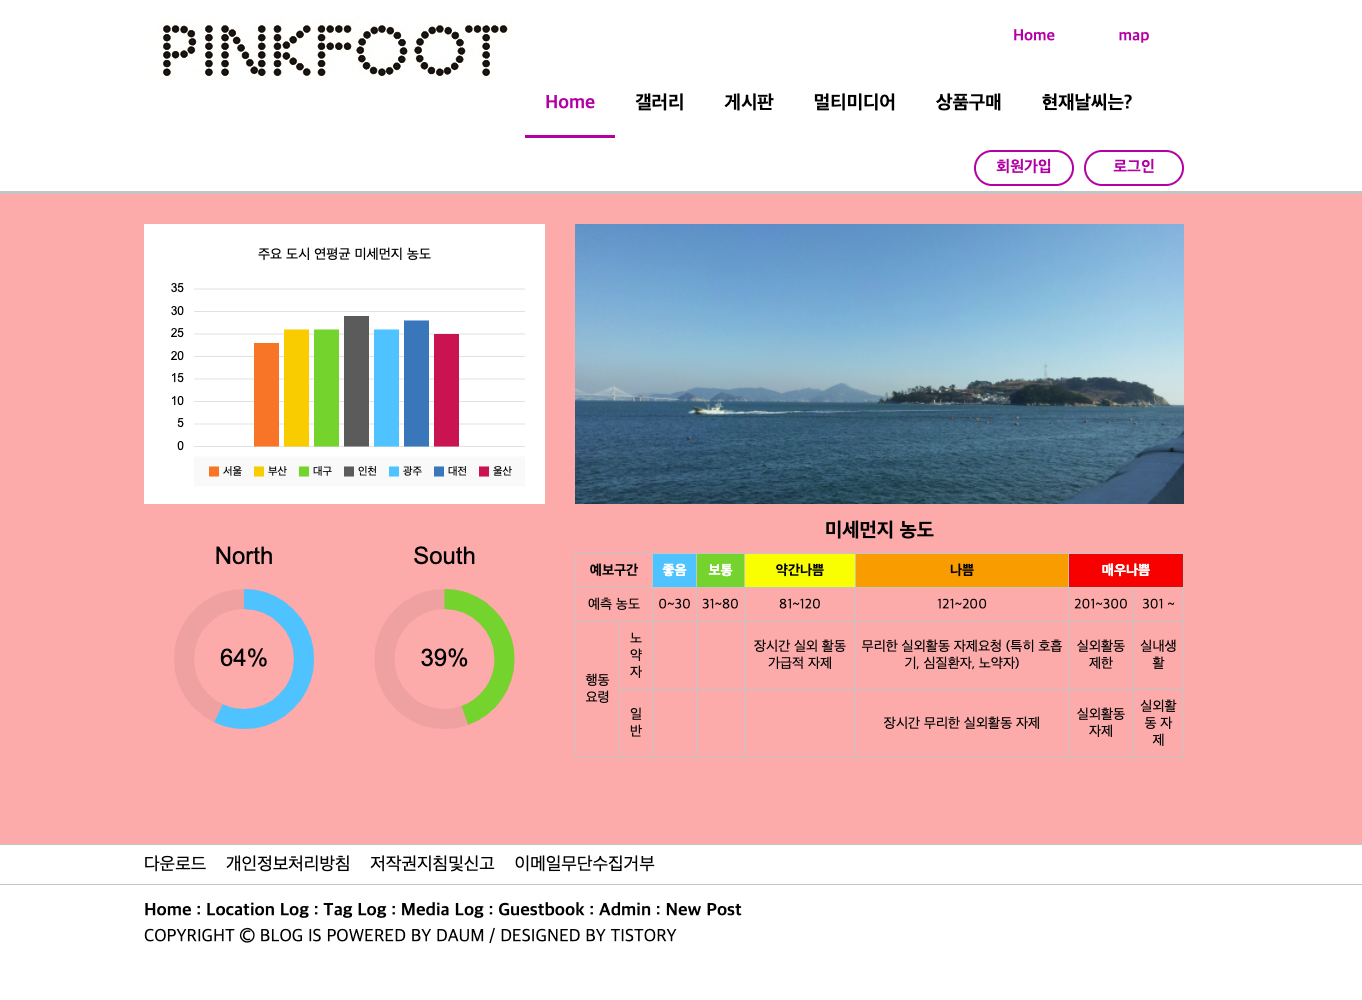 PINKFOOT
Home map
Home 갤러리 게시판 멀티미디어 상품구매 현재날씨는?
회원가입 로그인
주요 도시 연평균 미세먼지 농도
35
30
25
20
15
10
5
0
서울 부산 대구 인천 광주 대전 울산
North South
64% 39%
미세먼지 농도
예보구간 좋음 보통 약간나쁨 나쁨 매우나쁨
예측 농도 0~30 31~80 81~120 121~200 201~300 301 ~
행동
요령
노
약
자
장시간 실외 활동
가급적 자제
무리한 실외활동 자제요청 (특히 호흡
기, 심질환자, 노약자)
실외활동
제한
실내생
활
일
반
장시간 무리한 실외활동 자제
실외활동
자제
실외활
동 자
제
다운로드 개인정보처리방침 저작권지침및신고 이메일무단수집거부
Home : Location Log : Tag Log : Media Log : Guestbook : Admin : New Post
COPYRIGHT © BLOG IS POWERED BY DAUM / DESIGNED BY TISTORY